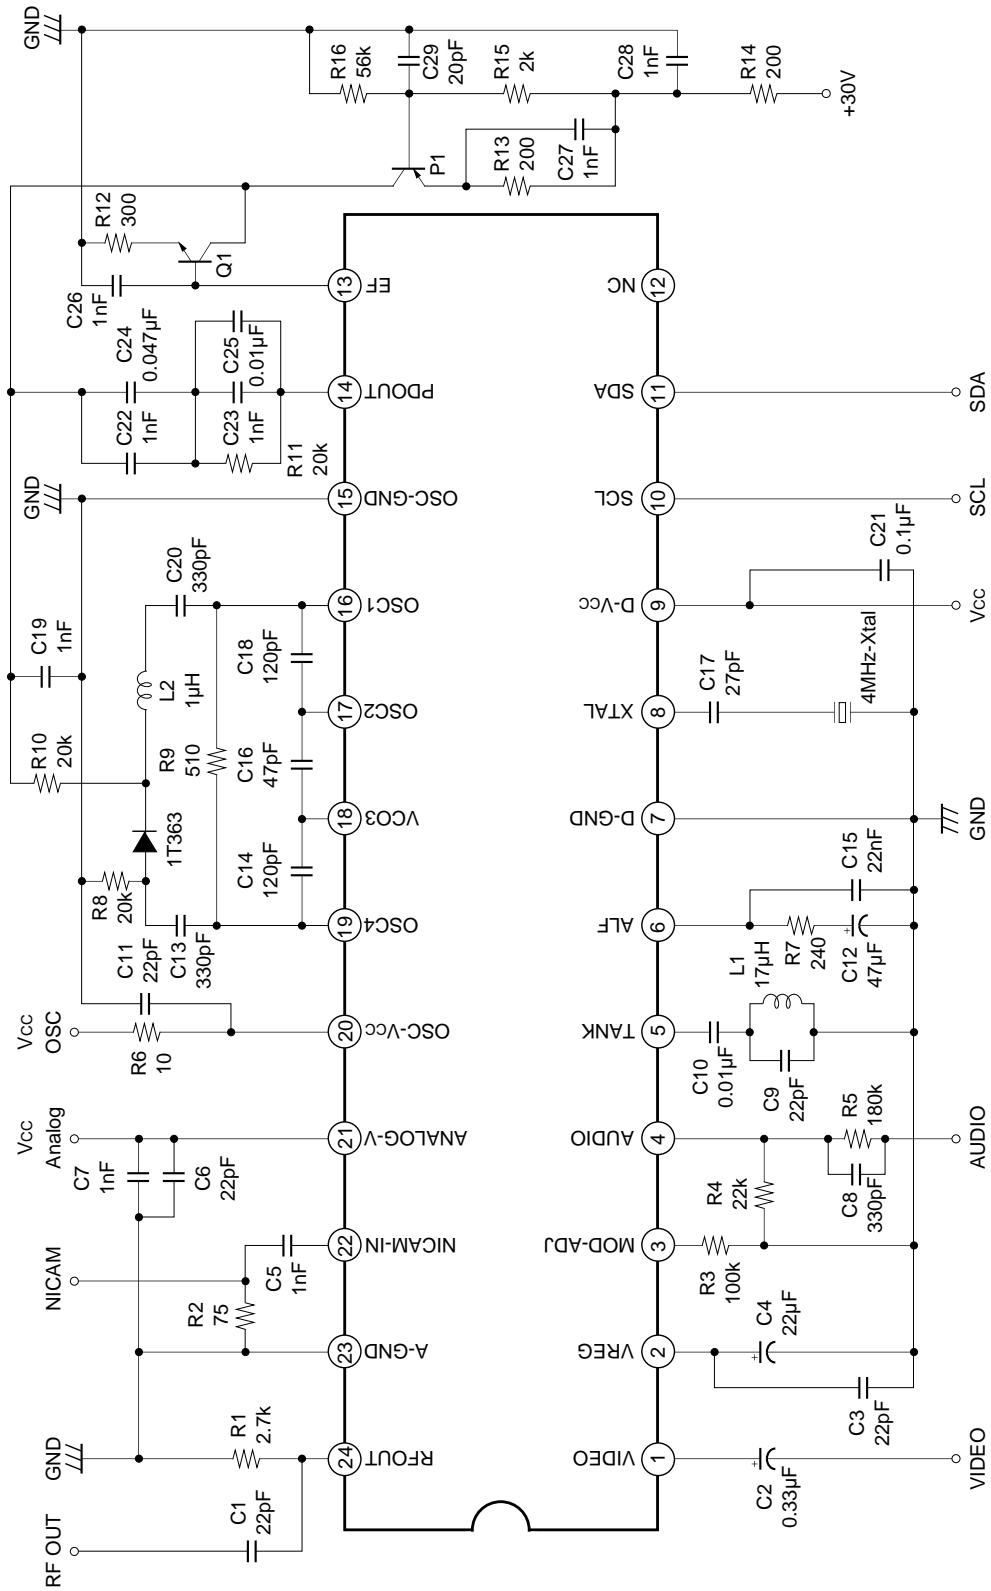 RF OUT
C1
22pF
GND
R1
2.7k
NICAM
R2
75
C5
1nF
Vcc
Analog
C7
1nF
C6
22pF
Vcc
OSC
R6
10
C11
22pF
C13
330pF
R8
20k
1T363
R10
20k
C19
1nF
L2
1µH
C20
330pF
R9
510
C14
120pF
C16
47pF
C18
120pF
GND
C22
1nF
C24
0.047µF
C23
1nF
C25
0.01µF
R11
20k
C26
1nF
R12
300
Q1
P1
GND
R16
56k
C29
20pF
R15
2k
C28
1nF
R14
200
R13
200
C27
1nF
+30V
24
RFOUT
23
A-GND
22
NICAM-IN
21
ANALOG-V
20
OSC-Vcc
19
OSC4
18
VCO3
17
OSC2
16
OSC1
15
OSC-GND
14
PDOUT
13
EF
VIDEO
1
VREG
2
MOD-ADJ
3
AUDIO
4
TANK
5
ALF
6
D-GND
7
XTAL
8
D-Vcc
9
SCL
10
SDA
11
NC
12
C2
0.33µF
+
VIDEO
C3
22pF
C4
22µF
+
R3
100k
R4
22k
C8
330pF
R5
180k
AUDIO
C10
0.01µF
C9
22pF
L1
17µH
R7
240
C12
47µF
+
C15
22nF
GND
C17
27pF
4MHz-Xtal
C21
0.1µF
Vcc
SCL
SDA